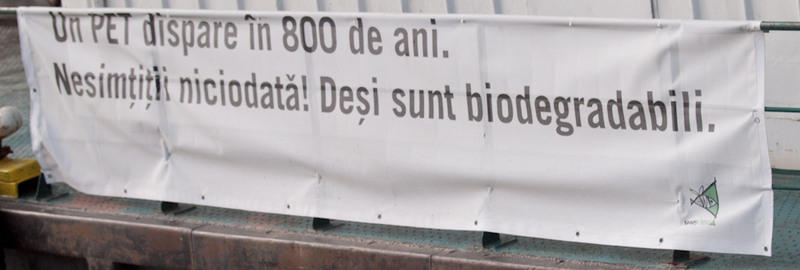 Un PET dispare în 800 de ani.
Nesimțiții niciodată! Deși sunt biodegradabili.